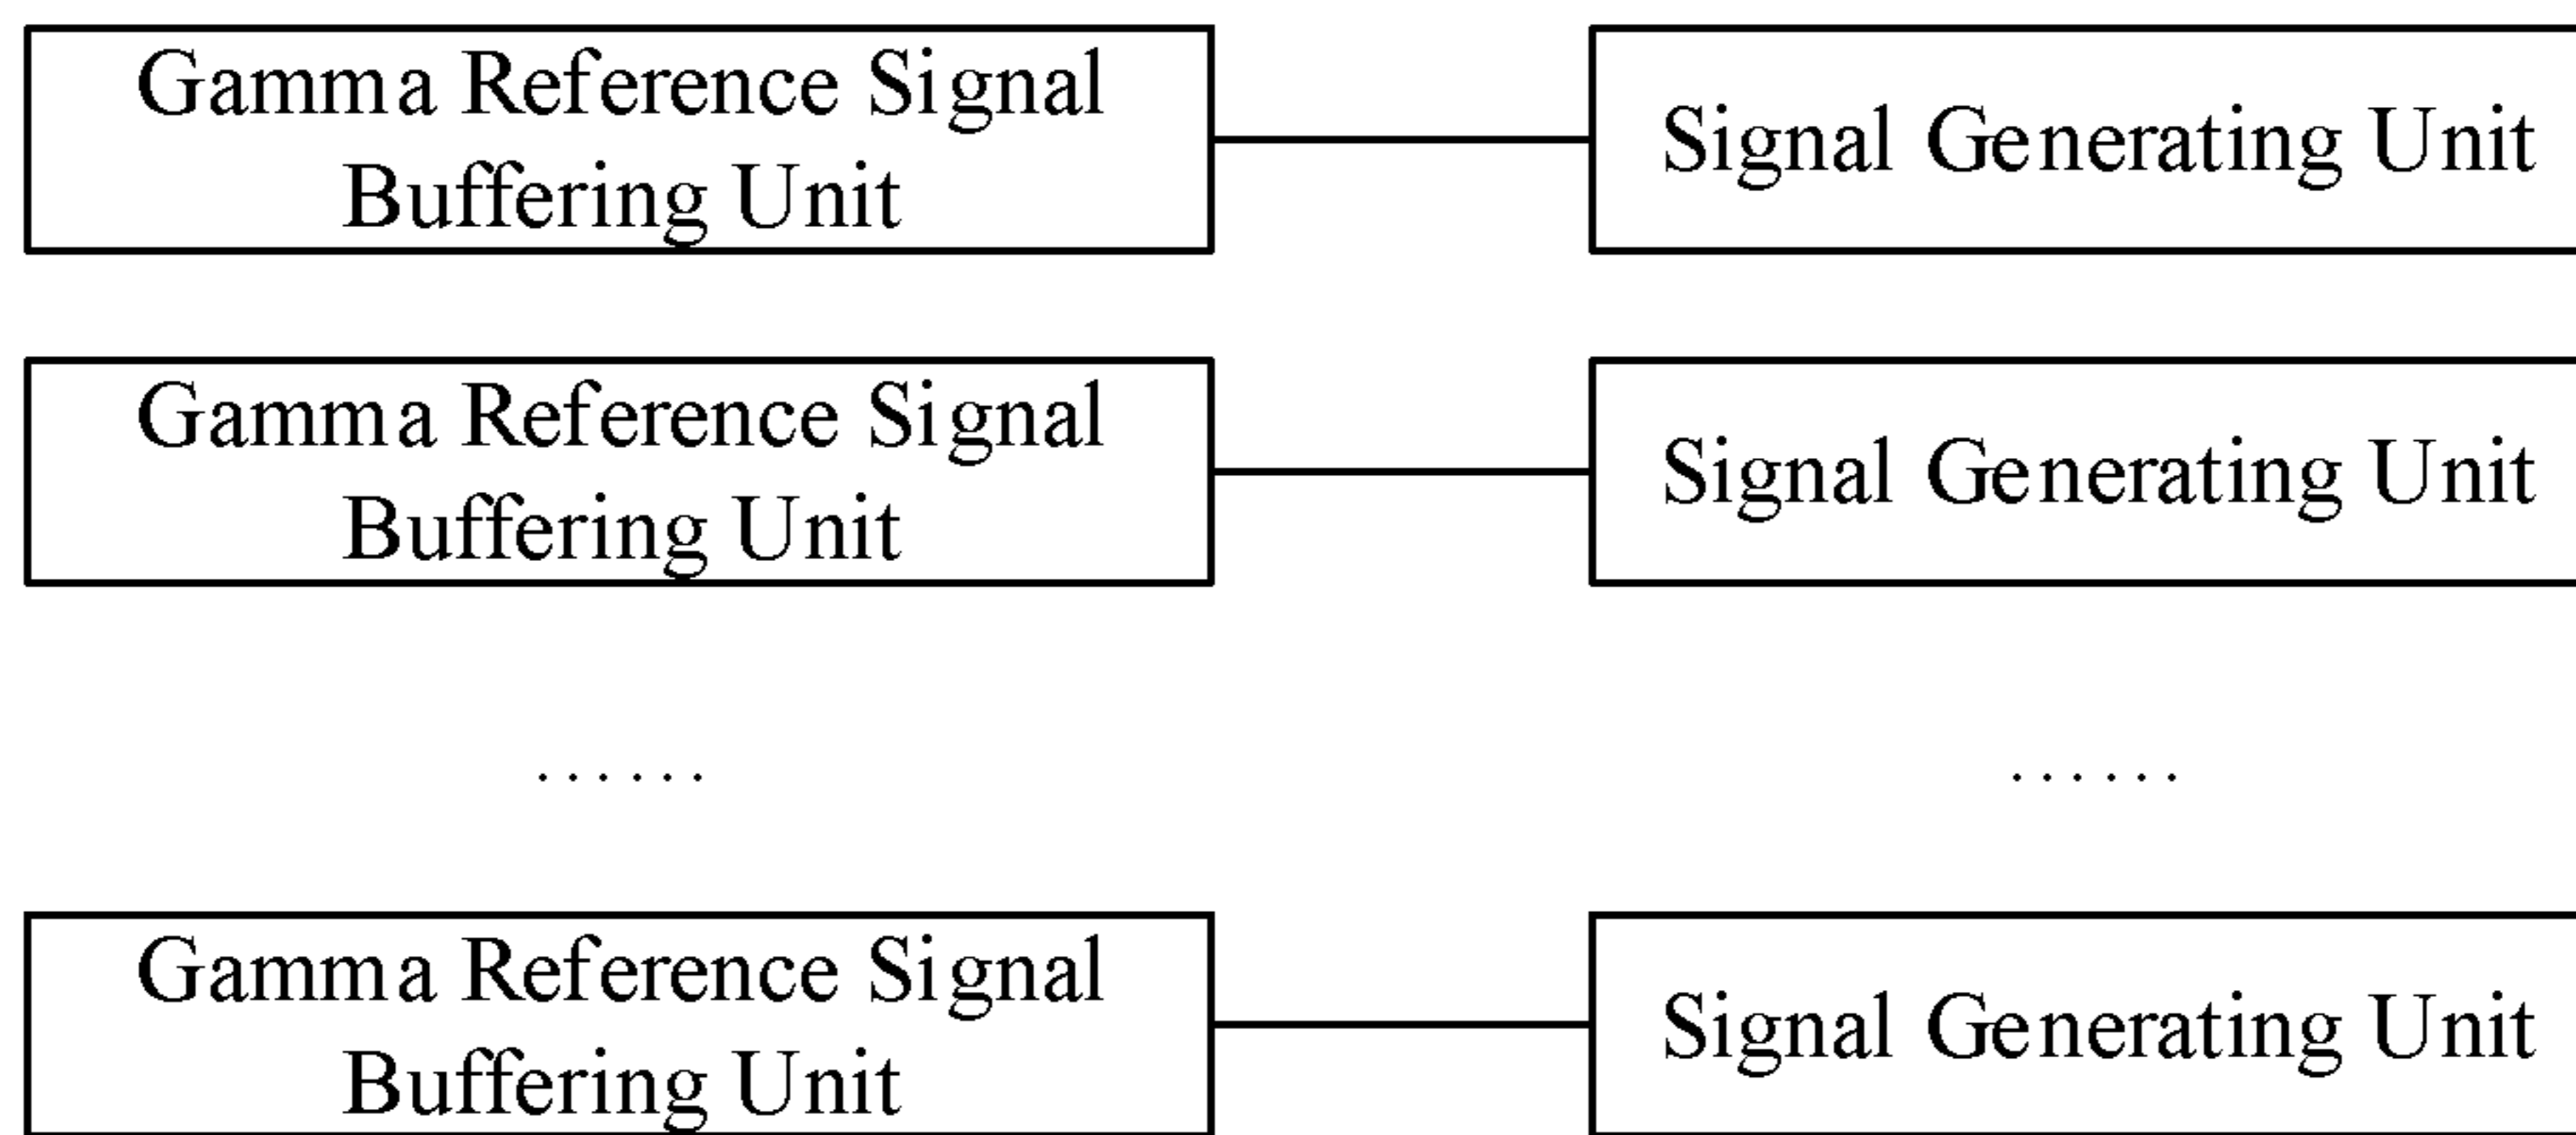 Gamma Reference Signal
Buffering Unit
Signal Generating Unit
Gamma Reference Signal
Buffering Unit
Signal Generating Unit
...... ......
Gamma Reference Signal
Buffering Unit
Signal Generating Unit